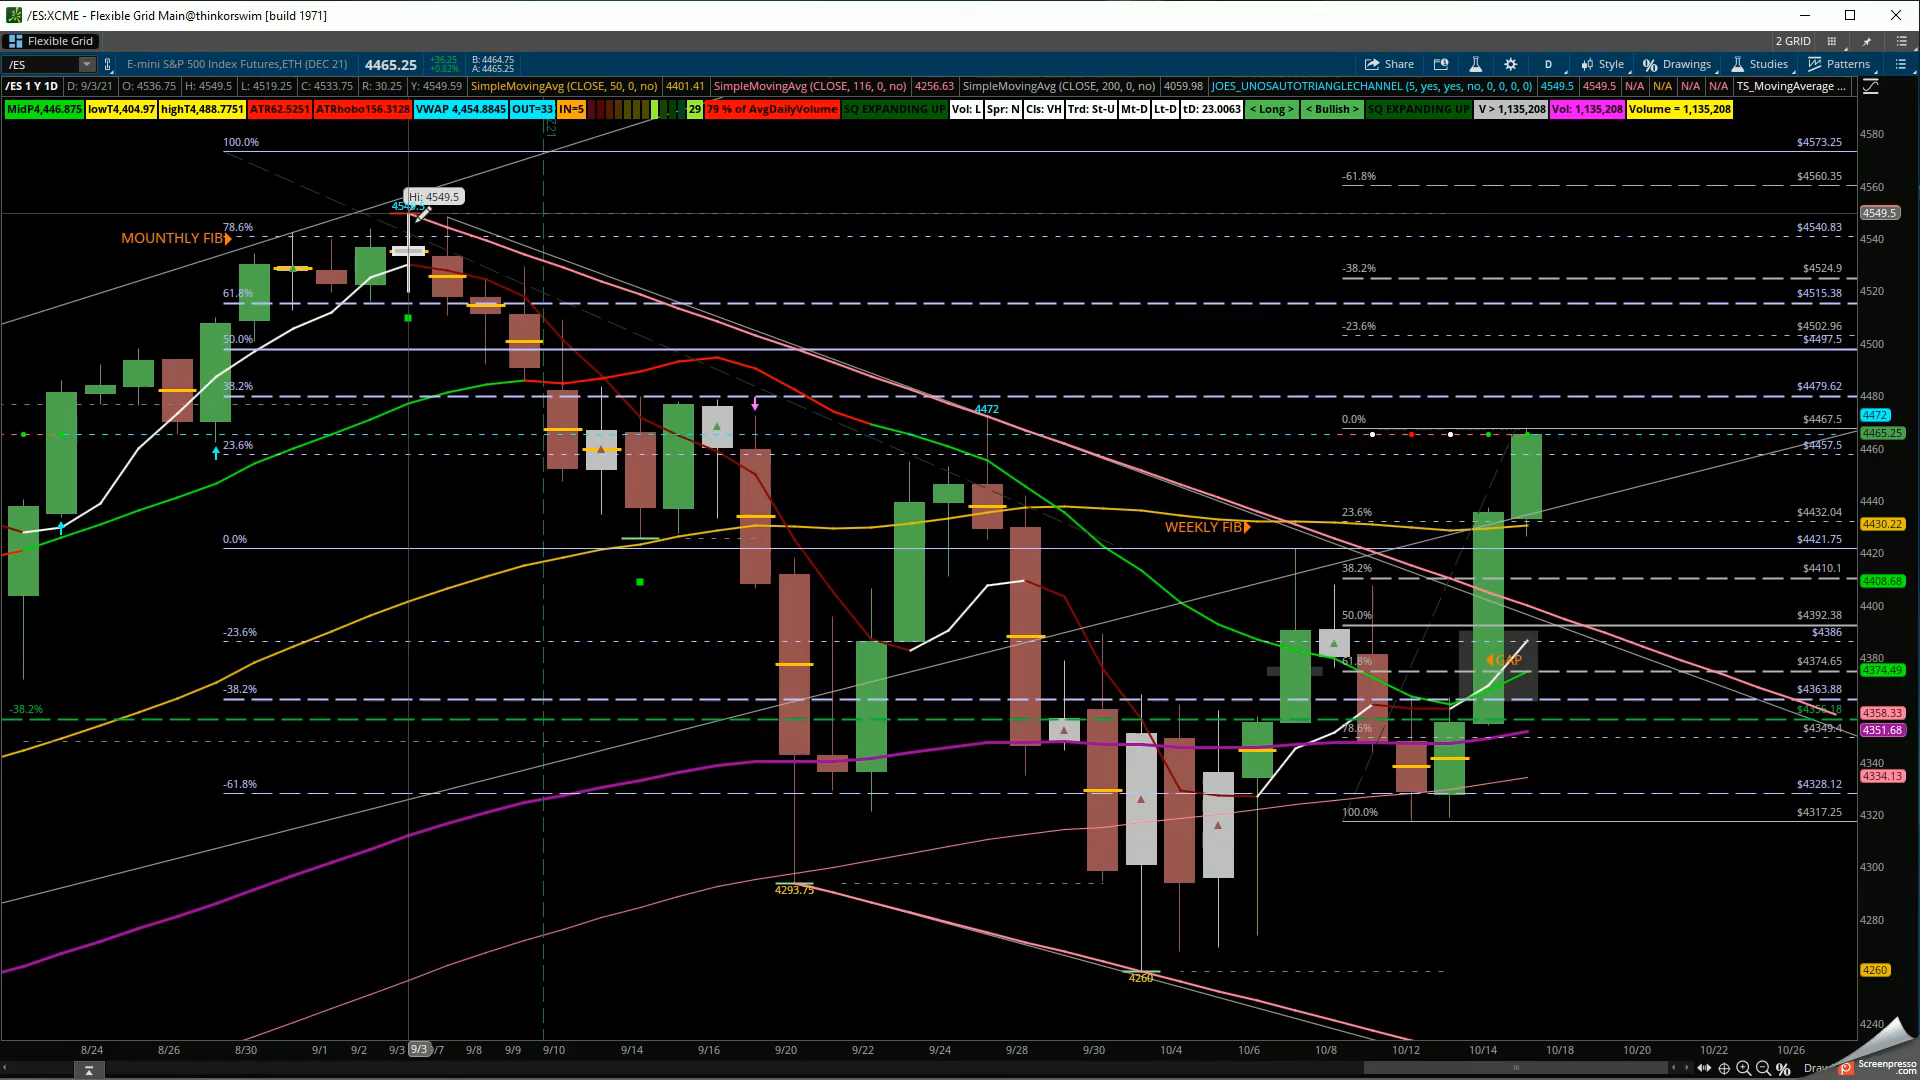 /ES:XCME - Flexible Grid Main@thinkorswim [build 1971]
Flexible Grid
2 GRID
/ES
E-mini S&P 500 Index Futures,ETH (DEC 21)
4465.25
+36.25
+0.82%
B: 4464.75
A: 4465.25
Share
D
Style
Drawings
Studies
Patterns
/ES 1 Y 1D
D: 9/3/21
O: 4536.75
H: 4549.5
L: 4519.25
C: 4533.75
R: 30.25
Y: 4549.59
SimpleMovingAvg (CLOSE, 50, 0, no)
4401.41
SimpleMovingAvg (CLOSE, 116, 0, no)
4256.63
SimpleMovingAvg (CLOSE, 200, 0, no)
4059.98
JOES_UNOSAUTOTRIANGLECHANNEL (5, yes, yes, no, 0, 0, 0, 0)
4549.5
4549.5
N/A
N/A
N/A
N/A
TS_MovingAverage ...
MidP4,446.875
lowT4,404.97
highT4,488.7751
ATR62.5251
ATRhobo156.3128
VWAP 4,454.8845
OUT=33
IN=5
29
79 % of AvgDailyVolume
SQ EXPANDING UP
Vol: L
Spr: N
Cls: VH
Trd: St-U
Mt-D
Lt-D
tD: 23.0063
< Long >
< Bullish >
SQ EXPANDING UP
V > 1,135,208
Vol: 1,135,208
Volume = 1,135,208
4580
100.0%
$4573.25
-61.8%
$4560.35
4560
Hi: 4549.5
4549.5
78.6%
$4540.83
MOUNTHLY FIB
4540
-38.2%
$4524.9
4520
61.8%
$4515.38
-23.6%
$4502.96
50.0%
$4497.5
4500
38.2%
$4479.62
4480
4472
4472
0.0%
$4467.5
4465.25
23.6%
$4457.5
4460
4440
WEEKLY FIB
23.6%
$4432.04
4430.22
0.0%
$4421.75
4420
38.2%
$4410.1
4408.68
4400
50.0%
$4392.38
-23.6%
$4386
4380
GAP
61.8%
$4374.65
4374.49
-38.2%
$4363.88
-38.2%
4358.33
78.6%
$4349.4
4351.68
4340
4334.13
-61.8%
$4328.12
100.0%
$4317.25
4320
4300
4293.75
4280
4260
4260
4240
8/24
8/26
8/30
9/1
9/2
9/3
9/3
9/8
9/9
9/10
9/14
9/16
9/20
9/22
9/24
9/28
9/30
10/4
10/6
10/8
10/12
10/14
10/18
10/20
10/22
10/26
Screenpresso
.com